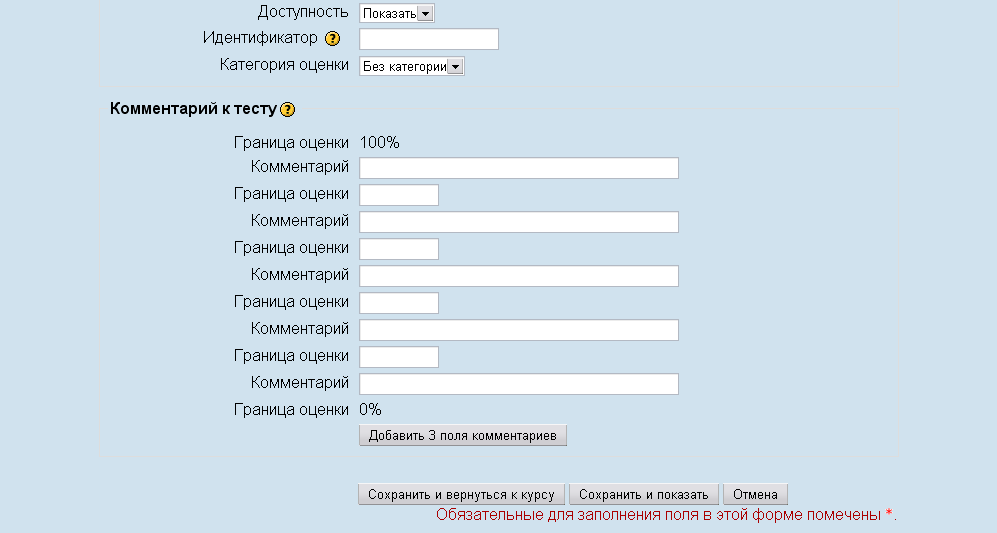 Доступность Показать
Идентификатор
Категория оценки Без категории
Комментарий к тесту
Граница оценки 100%
Комментарий
Граница оценки
Комментарий
Граница оценки
Комментарий
Граница оценки
Комментарий
Граница оценки
Комментарий
Граница оценки 0%
Добавить 3 поля комментариев
Сохранить и вернуться к курсу Сохранить и показать Отмена
Обязательные для заполнения поля в этой форме помечены *.